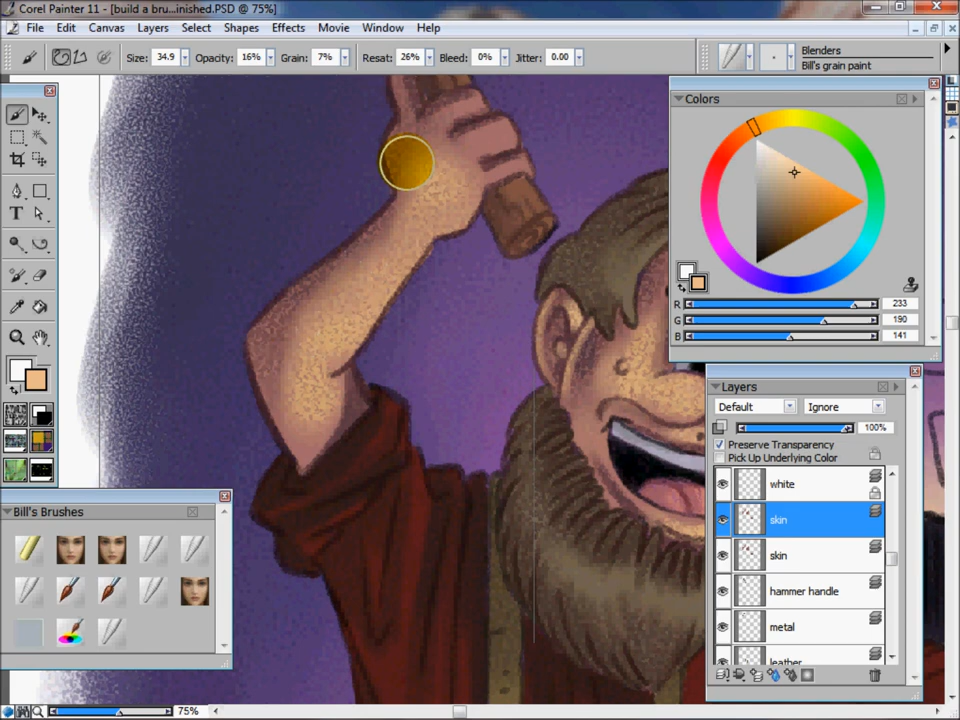 Corel Painter 11 - [build a bru...inished.PSD @ 75%]
File Edit Canvas Layers Select Shapes Effects Movie Window Help
Size: 34.9 Opacity: 16% Grain: 7% Resat: 26% Bleed: 0% Jitter: 0.00
Blenders
Bill's grain paint
Colors
R 233
G 190
B 141
Layers
Default Ignore
100%
Preserve Transparency
Pick Up Underlying Color
white
skin
skin
hammer handle
metal
leather
T
Bill's Brushes
75%